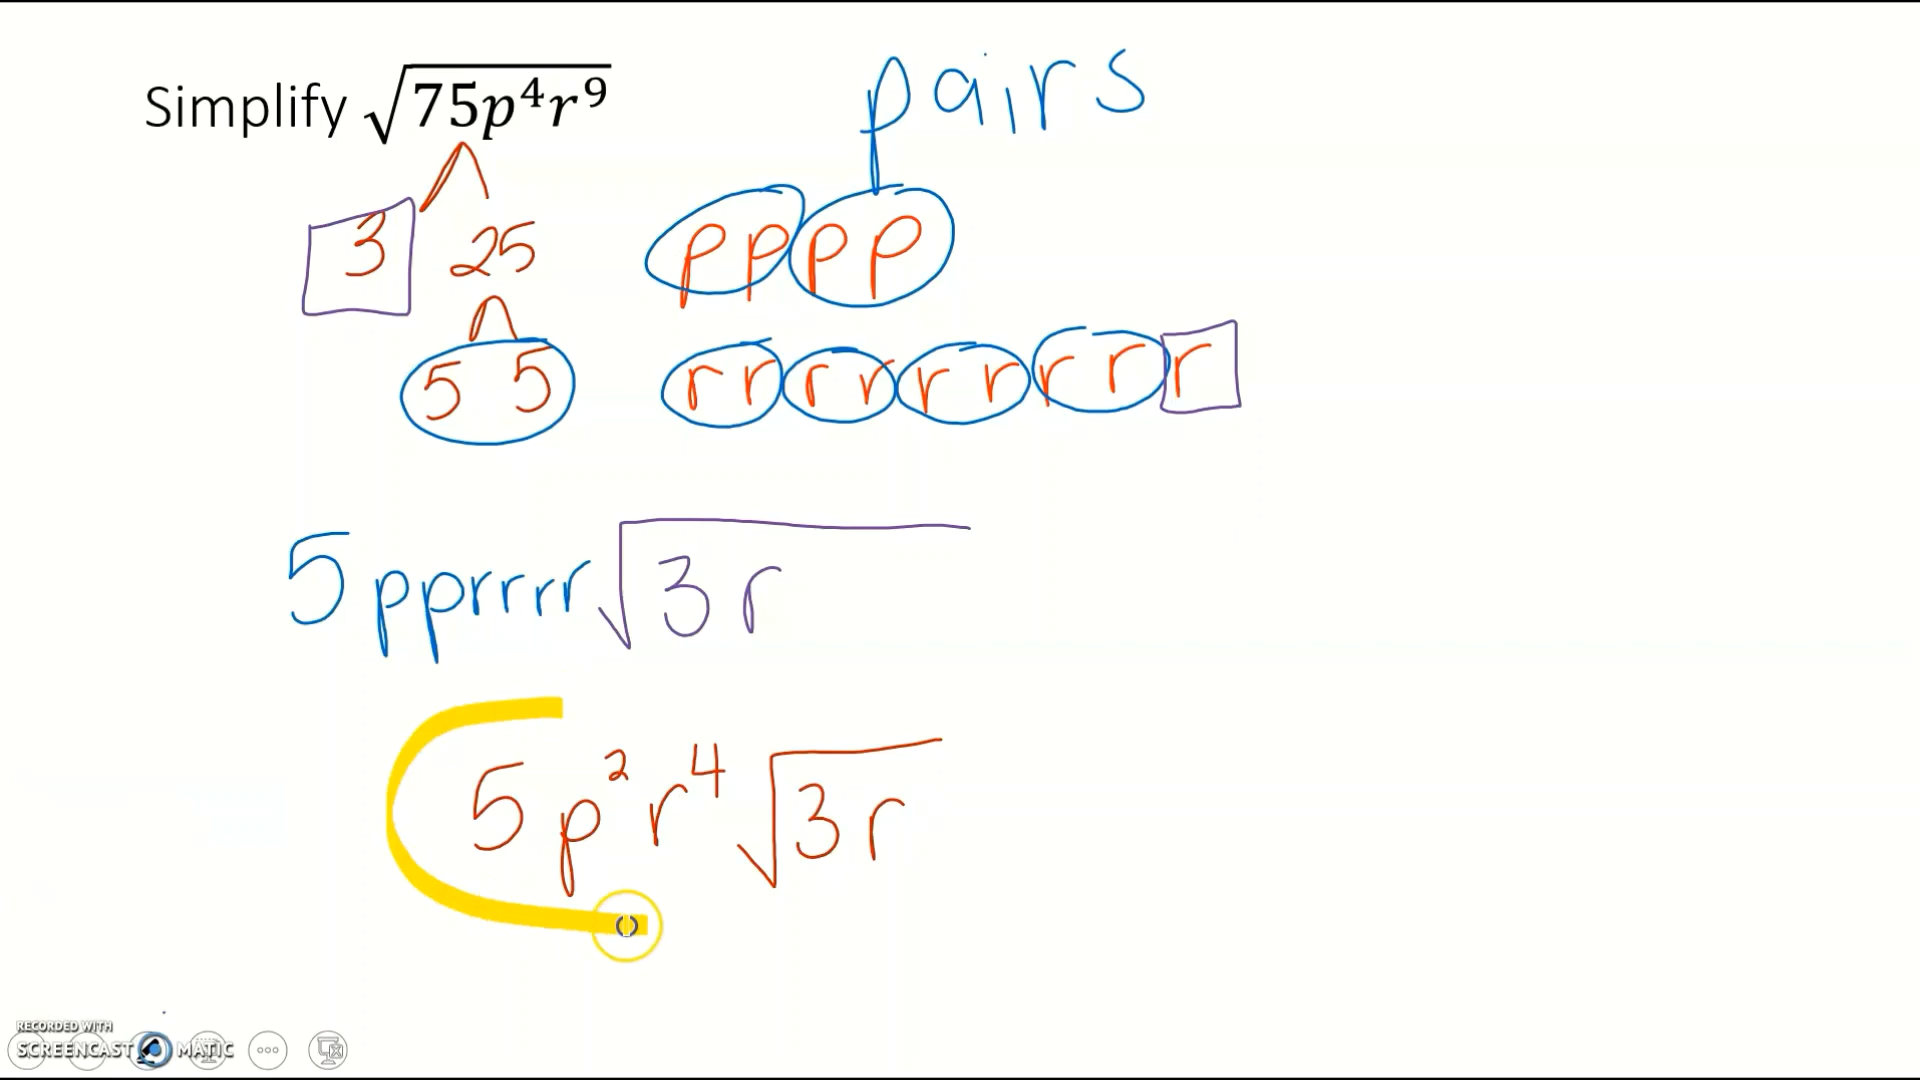 Simplify √75p⁴r⁹
pairs
3 25 pppp
5 5 rrrrrrrrr
5pprrrr√3r
5p²r⁴√3r
RECORDED WITH
SCREENCAST MATIC